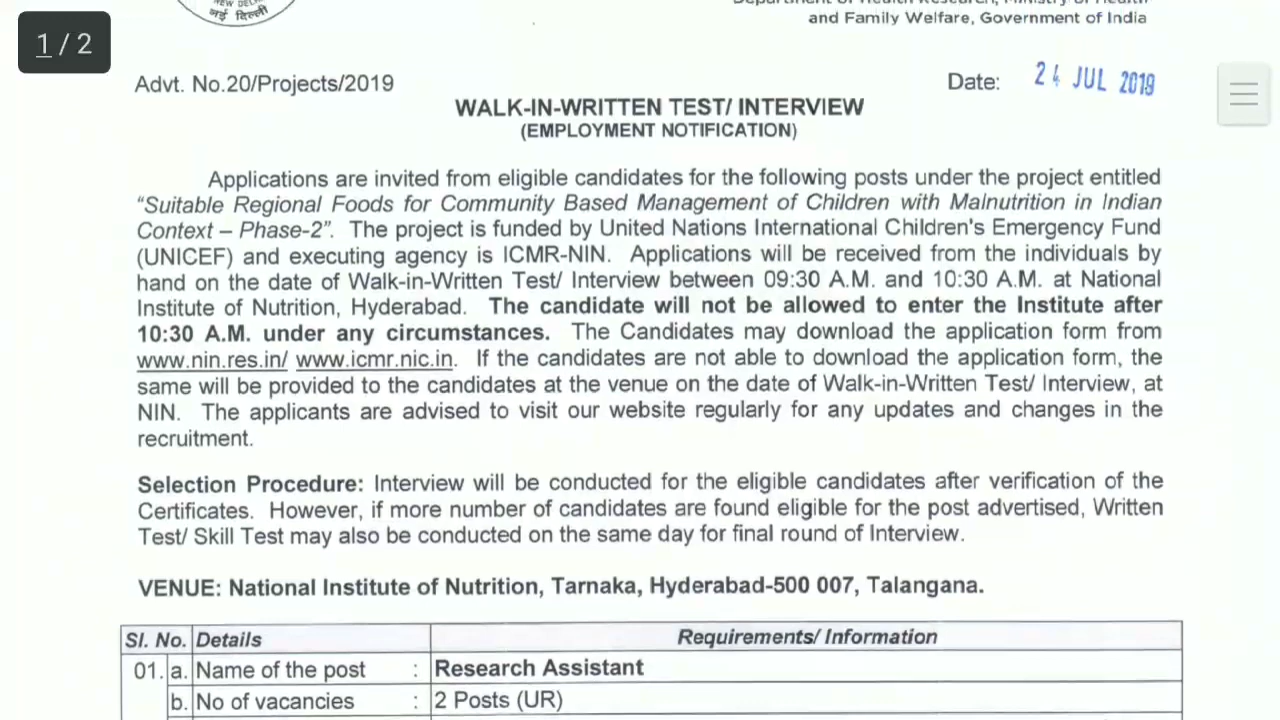 NEW DELHI
नई दिल्ली
Department of Health Research, Ministry of Health
and Family Welfare, Government of India
1 / 2
Advt. No.20/Projects/2019
Date: 24 JUL 2019
WALK-IN-WRITTEN TEST/ INTERVIEW
(EMPLOYMENT NOTIFICATION)
Applications are invited from eligible candidates for the following posts under the project entitled
“Suitable Regional Foods for Community Based Management of Children with Malnutrition in Indian
Context – Phase-2”. The project is funded by United Nations International Children's Emergency Fund
(UNICEF) and executing agency is ICMR-NIN. Applications will be received from the individuals by
hand on the date of Walk-in-Written Test/ Interview between 09:30 A.M. and 10:30 A.M. at National
Institute of Nutrition, Hyderabad. The candidate will not be allowed to enter the Institute after
10:30 A.M. under any circumstances. The Candidates may download the application form from
www.nin.res.in/ www.icmr.nic.in. If the candidates are not able to download the application form, the
same will be provided to the candidates at the venue on the date of Walk-in-Written Test/ Interview, at
NIN. The applicants are advised to visit our website regularly for any updates and changes in the
recruitment.
Selection Procedure: Interview will be conducted for the eligible candidates after verification of the
Certificates. However, if more number of candidates are found eligible for the post advertised, Written
Test/ Skill Test may also be conducted on the same day for final round of Interview.
VENUE: National Institute of Nutrition, Tarnaka, Hyderabad-500 007, Talangana.
Sl. No. Details Requirements/ Information
01. a. Name of the post : Research Assistant
b. No of vacancies : 2 Posts (UR)